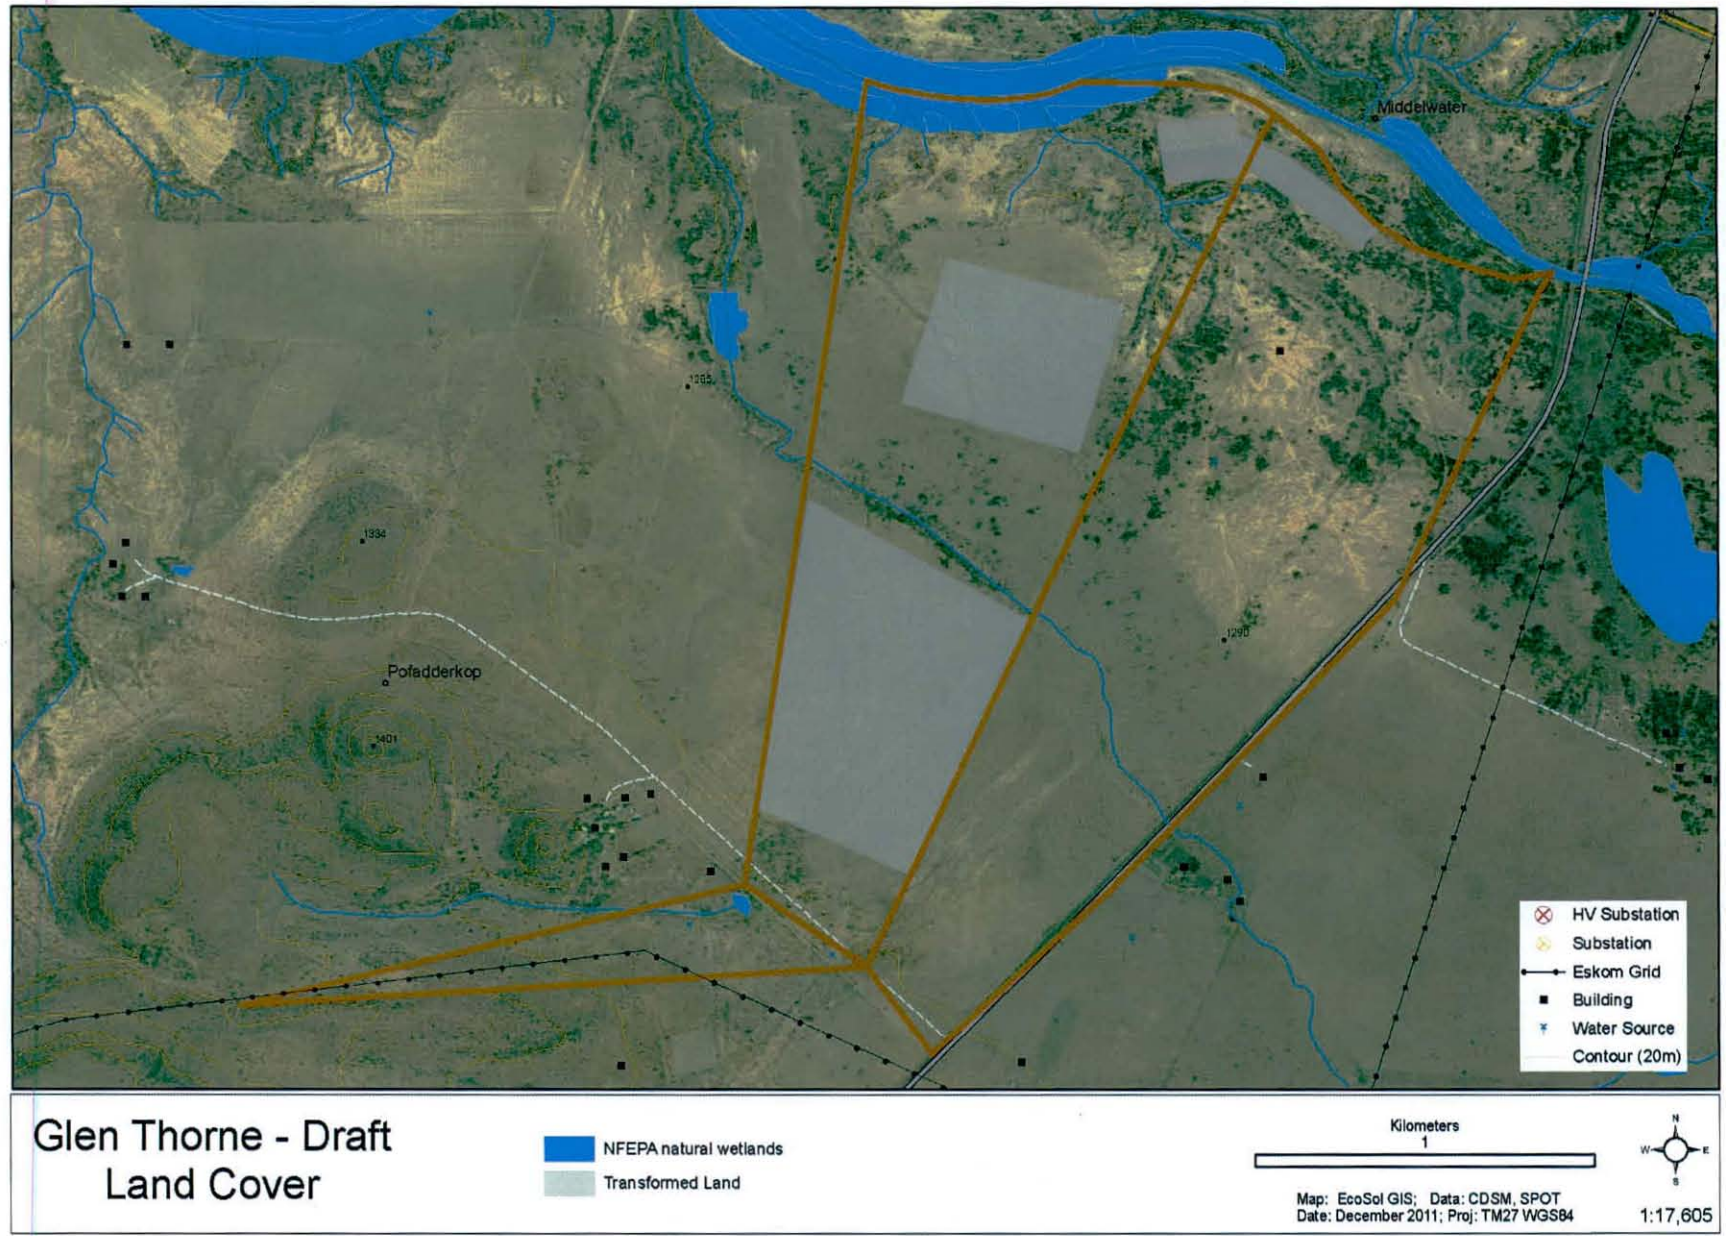 Middelwater
1265
1334
Pofadderkop
1290
1401
HV Substation
Substation
Eskom Grid
Building
Water Source
Contour (20m)
Glen Thorne - Draft
Land Cover
NFEPA natural wetlands
Transformed Land
Kilometers
1
N
W E
S
Map: EcoSol GIS; Data: CDSM, SPOT
Date: December 2011; Proj: TM27 WGS84
1:17,605